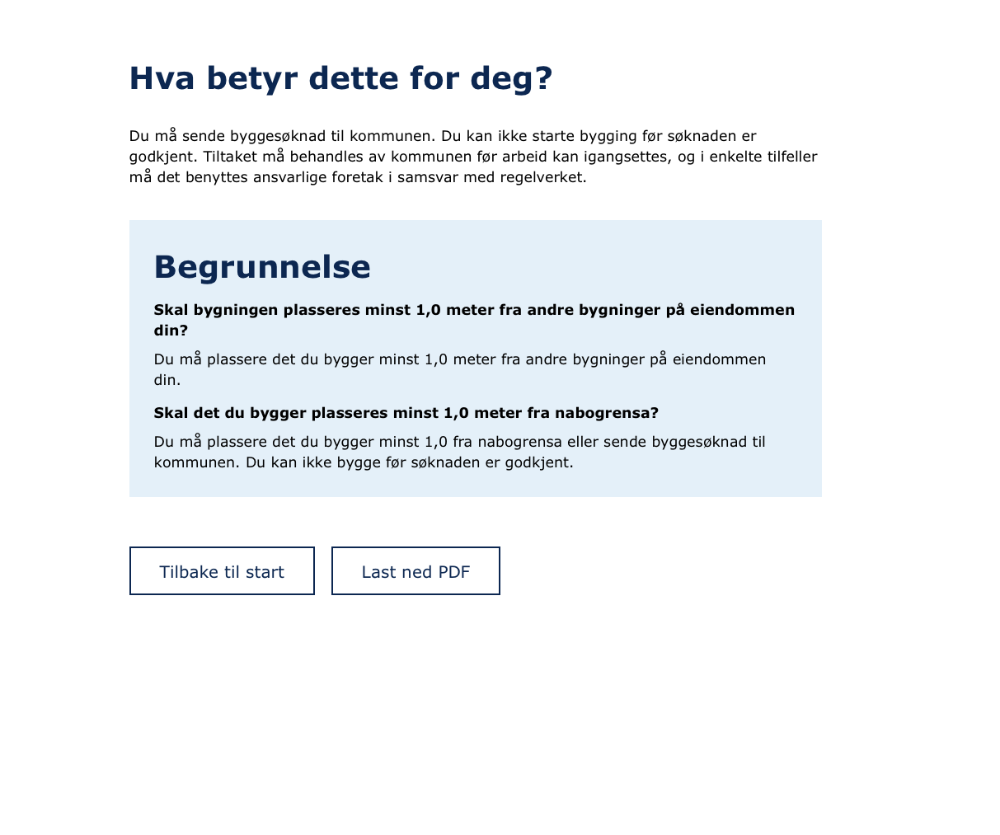 Hva betyr dette for deg?
Du må sende byggesøknad til kommunen. Du kan ikke starte bygging før søknaden er
godkjent. Tiltaket må behandles av kommunen før arbeid kan igangsettes, og i enkelte tilfeller
må det benyttes ansvarlige foretak i samsvar med regelverket.
Begrunnelse
Skal bygningen plasseres minst 1,0 meter fra andre bygninger på eiendommen
din?
Du må plassere det du bygger minst 1,0 meter fra andre bygninger på eiendommen
din.
Skal det du bygger plasseres minst 1,0 meter fra nabogrensa?
Du må plassere det du bygger minst 1,0 fra nabogrensa eller sende byggesøknad til
kommunen. Du kan ikke bygge før søknaden er godkjent.
Tilbake til start
Last ned PDF